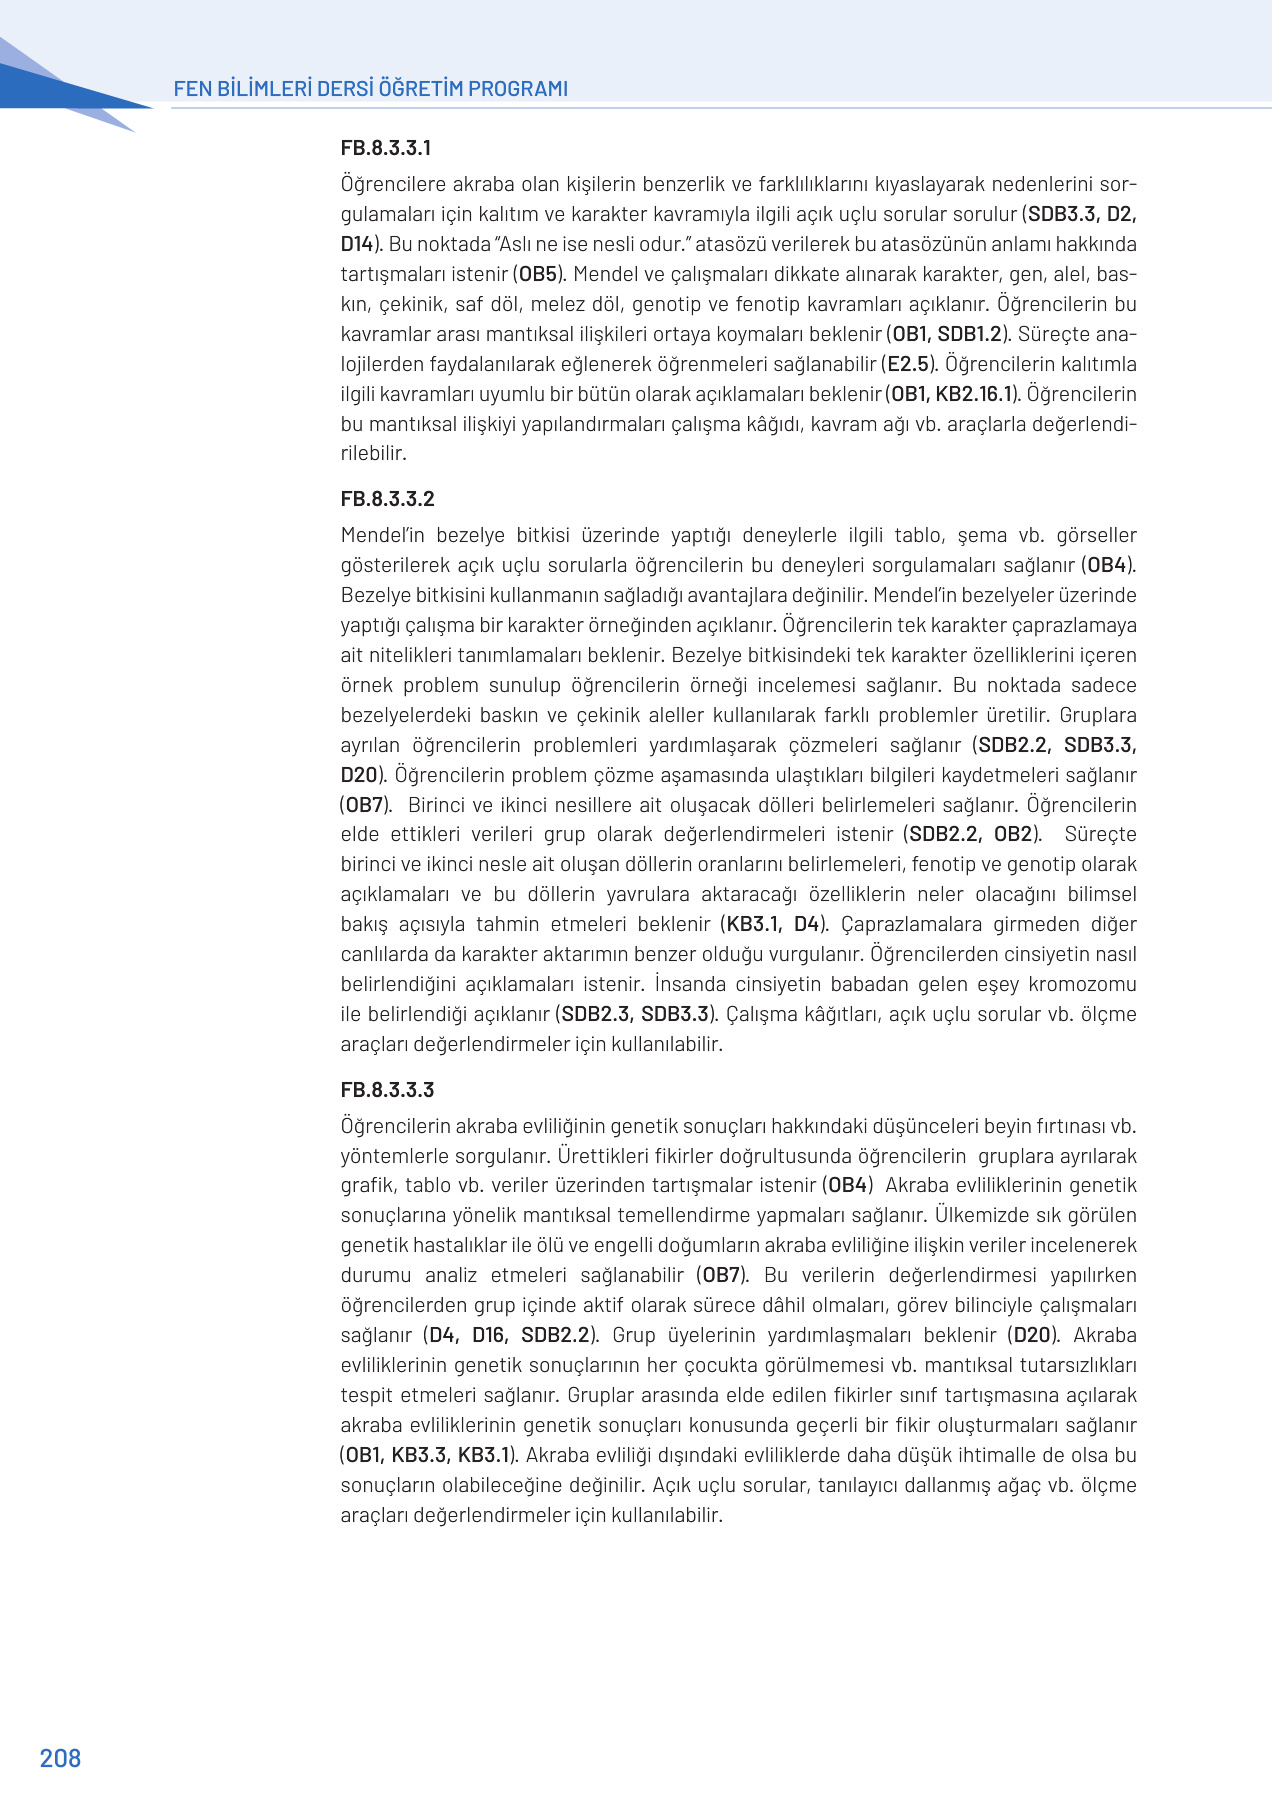 FEN BİLİMLERİ DERSİ ÖĞRETİM PROGRAMI
FB.8.3.3.1
Öğrencilere akraba olan kişilerin benzerlik ve farklılıklarını kıyaslayarak nedenlerini sor-
gulamaları için kalıtım ve karakter kavramıyla ilgili açık uçlu sorular sorulur (SDB3.3, D2,
D14). Bu noktada “Aslı ne ise nesli odur.” atasözü verilerek bu atasözünün anlamı hakkında
tartışmaları istenir (OB5). Mendel ve çalışmaları dikkate alınarak karakter, gen, alel, bas-
kın, çekinik, saf döl, melez döl, genotip ve fenotip kavramları açıklanır. Öğrencilerin bu
kavramlar arası mantıksal ilişkileri ortaya koymaları beklenir (OB1, SDB1.2). Süreçte ana-
lojilerden faydalanılarak eğlenerek öğrenmeleri sağlanabilir (E2.5). Öğrencilerin kalıtımla
ilgili kavramları uyumlu bir bütün olarak açıklamaları beklenir (OB1, KB2.16.1). Öğrencilerin
bu mantıksal ilişkiyi yapılandırmaları çalışma kâğıdı, kavram ağı vb. araçlarla değerlendi-
rilebilir.
FB.8.3.3.2
Mendel’in bezelye bitkisi üzerinde yaptığı deneylerle ilgili tablo, şema vb. görseller
gösterilerek açık uçlu sorularla öğrencilerin bu deneyleri sorgulamaları sağlanır (OB4).
Bezelye bitkisini kullanmanın sağladığı avantajlara değinilir. Mendel’in bezelyeler üzerinde
yaptığı çalışma bir karakter örneğinden açıklanır. Öğrencilerin tek karakter çaprazlamaya
ait nitelikleri tanımlamaları beklenir. Bezelye bitkisindeki tek karakter özelliklerini içeren
örnek problem sunulup öğrencilerin örneği incelemesi sağlanır. Bu noktada sadece
bezelyelerdeki baskın ve çekinik aleller kullanılarak farklı problemler üretilir. Gruplara
ayrılan öğrencilerin problemleri yardımlaşarak çözmeleri sağlanır (SDB2.2, SDB3.3,
D20). Öğrencilerin problem çözme aşamasında ulaştıkları bilgileri kaydetmeleri sağlanır
(OB7).  Birinci ve ikinci nesillere ait oluşacak dölleri belirlemeleri sağlanır. Öğrencilerin
elde ettikleri verileri grup olarak değerlendirmeleri istenir (SDB2.2, OB2).  Süreçte
birinci ve ikinci nesle ait oluşan döllerin oranlarını belirlemeleri, fenotip ve genotip olarak
açıklamaları ve bu döllerin yavrulara aktaracağı özelliklerin neler olacağını bilimsel
bakış açısıyla tahmin etmeleri beklenir (KB3.1, D4). Çaprazlamalara girmeden diğer
canlılarda da karakter aktarımın benzer olduğu vurgulanır. Öğrencilerden cinsiyetin nasıl
belirlendiğini açıklamaları istenir. İnsanda cinsiyetin babadan gelen eşey kromozomu
ile belirlendiği açıklanır (SDB2.3, SDB3.3). Çalışma kâğıtları, açık uçlu sorular vb. ölçme
araçları değerlendirmeler için kullanılabilir.
FB.8.3.3.3
Öğrencilerin akraba evliliğinin genetik sonuçları hakkındaki düşünceleri beyin fırtınası vb.
yöntemlerle sorgulanır. Ürettikleri fikirler doğrultusunda öğrencilerin  gruplara ayrılarak
grafik, tablo vb. veriler üzerinden tartışmalar istenir (OB4)  Akraba evliliklerinin genetik
sonuçlarına yönelik mantıksal temellendirme yapmaları sağlanır. Ülkemizde sık görülen
genetik hastalıklar ile ölü ve engelli doğumların akraba evliliğine ilişkin veriler incelenerek
durumu analiz etmeleri sağlanabilir (OB7). Bu verilerin değerlendirmesi yapılırken
öğrencilerden grup içinde aktif olarak sürece dâhil olmaları, görev bilinciyle çalışmaları
sağlanır (D4, D16, SDB2.2). Grup üyelerinin yardımlaşmaları beklenir (D20). Akraba
evliliklerinin genetik sonuçlarının her çocukta görülmemesi vb. mantıksal tutarsızlıkları
tespit etmeleri sağlanır. Gruplar arasında elde edilen fikirler sınıf tartışmasına açılarak
akraba evliliklerinin genetik sonuçları konusunda geçerli bir fikir oluşturmaları sağlanır
(OB1, KB3.3, KB3.1). Akraba evliliği dışındaki evliliklerde daha düşük ihtimalle de olsa bu
sonuçların olabileceğine değinilir. Açık uçlu sorular, tanılayıcı dallanmış ağaç vb. ölçme
araçları değerlendirmeler için kullanılabilir.
208